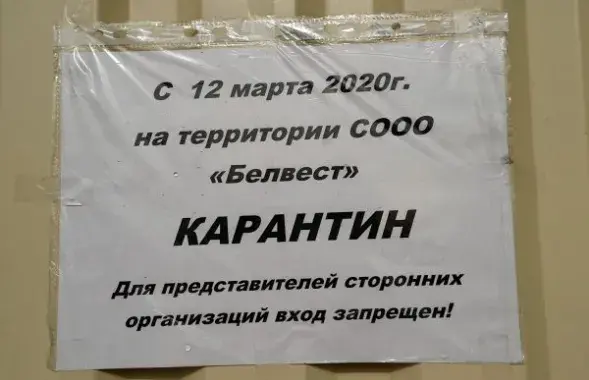 С 12 марта 2020г.
на территории СООО
«Белвест»
КАРАНТИН
Для представителей сторонних
организаций вход запрещен!